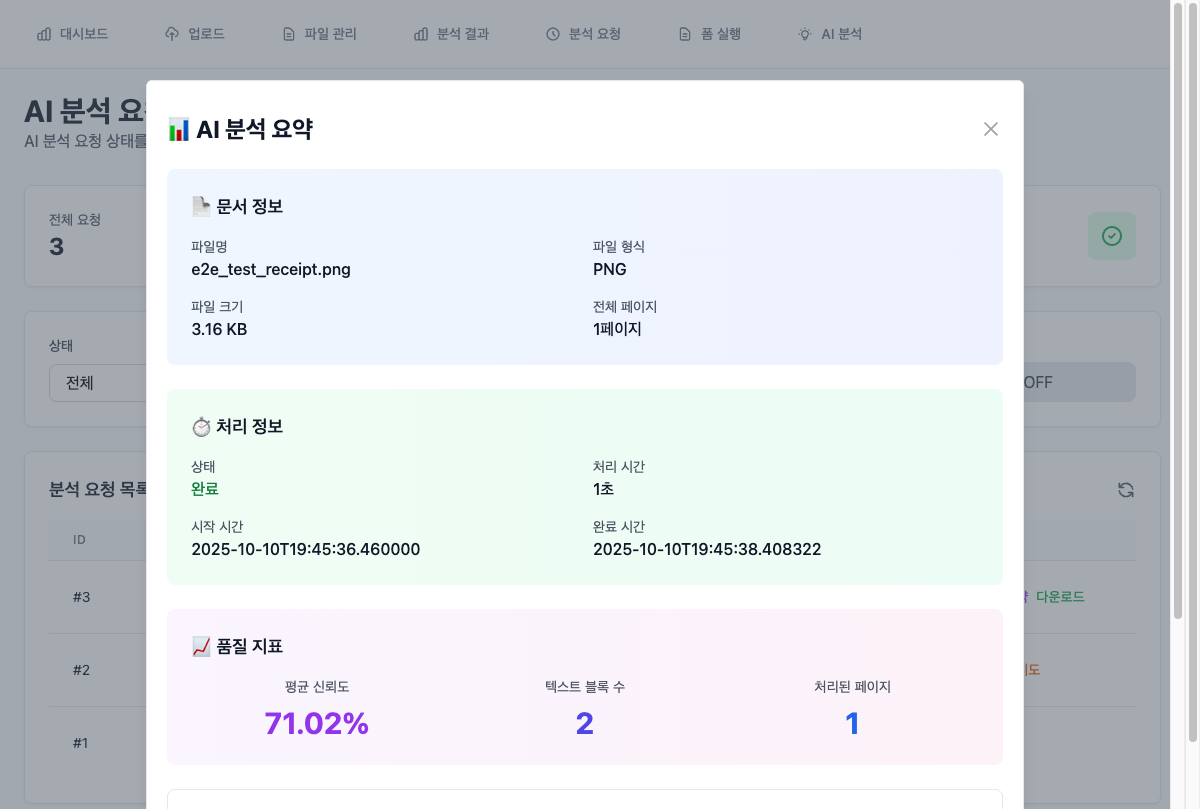 대시보드 업로드 파일 관리 분석 결과 분석 요청 폼 실행 AI 분석
AI 분석 요
AI 분석 요청 상태를
전체 요청
3
상태
전체
OFF
분석 요청 목록
ID
#3
다운로드
#2
#1
AI 분석 요약
문서 정보
파일명 파일 형식
e2e_test_receipt.png PNG
파일 크기 전체 페이지
3.16 KB 1페이지
처리 정보
상태 처리 시간
완료 1초
시작 시간 완료 시간
2025-10-10T19:45:36.460000 2025-10-10T19:45:38.408322
품질 지표
평균 신뢰도 텍스트 블록 수 처리된 페이지
71.02% 2 1